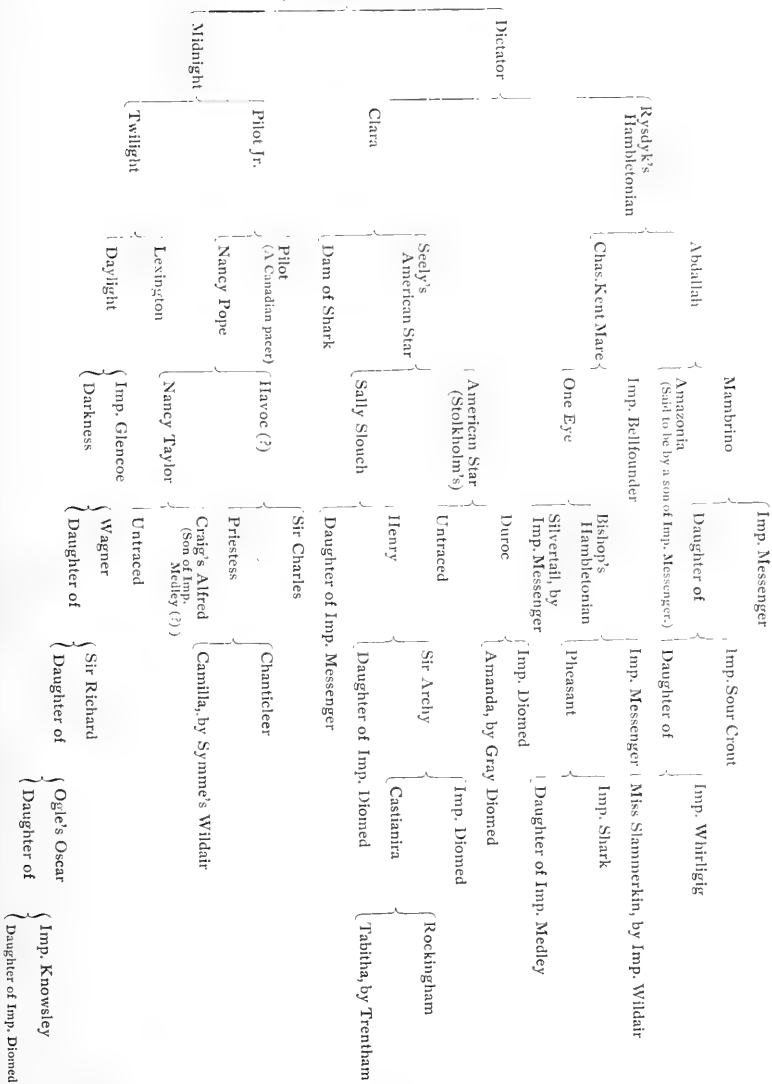 Dictator
Midnight
Rysdyk's
Hambletonian
Clara
Pilot Jr.
Twilight
Abdallah
Chas. Kent Mare
Seely's
American Star
Dam of Shark
Pilot
(A Canadian pacer)
Nancy Pope
Lexington
Daylight
Mambrino
Amazonia
(Said to be by a son of Imp. Messenger.)
Imp. Bellfounder
One Eye
American Star
(Stolkholm's)
Sally Slouch
Havoc (?)
Nancy Taylor
Imp. Glencoe
Darkness
Imp. Messenger
Daughter of
Bishop's
Hambletonian
Silvertail, by
Imp. Messenger
Duroc
Untraced
Henry
Daughter of Imp. Messenger
Sir Charles
Priestess
Craig's Alfred
(Son of Imp.
Medley (?) )
Untraced
Wagner
Daughter of
Imp. Sour Crout
Daughter of
Imp. Messenger
Pheasant
Imp. Diomed
Amanda, by Gray Diomed
Sir Archy
Daughter of Imp. Diomed
Chanticleer
Camilla, by Symme's Wildair
Sir Richard
Daughter of
Imp. Whirligig
Miss Slammerkin, by Imp. Wildair
Imp. Shark
Daughter of Imp. Medley
Imp. Diomed
Castianira
Ogle's Oscar
Daughter of
Rockingham
Tabitha, by Trentham
Imp. Knowsley
Daughter of Imp. Diomed